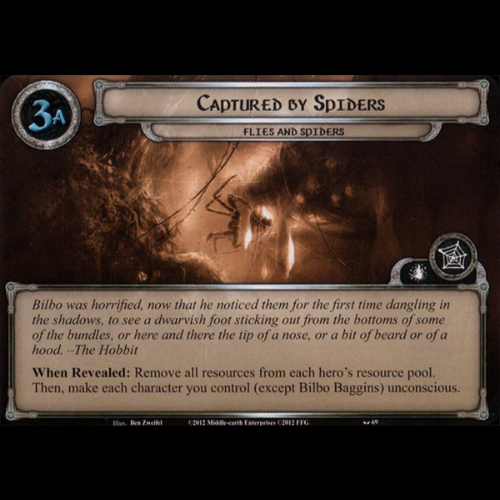 3A
CAPTURED BY SPIDERS
FLIES AND SPIDERS
Bilbo was horrified, now that he noticed them for the first time dangling in
the shadows, to see a dwarvish foot sticking out from the bottoms of some
of the bundles, or here and there the tip of a nose, or a bit of beard or of a
hood. –The Hobbit
When Revealed: Remove all resources from each hero's resource pool.
Then, make each character you control (except Bilbo Baggins) unconscious.
Illus. Ben Zweifel ©2012 Middle-earth Enterprises ©2012 FFG 89